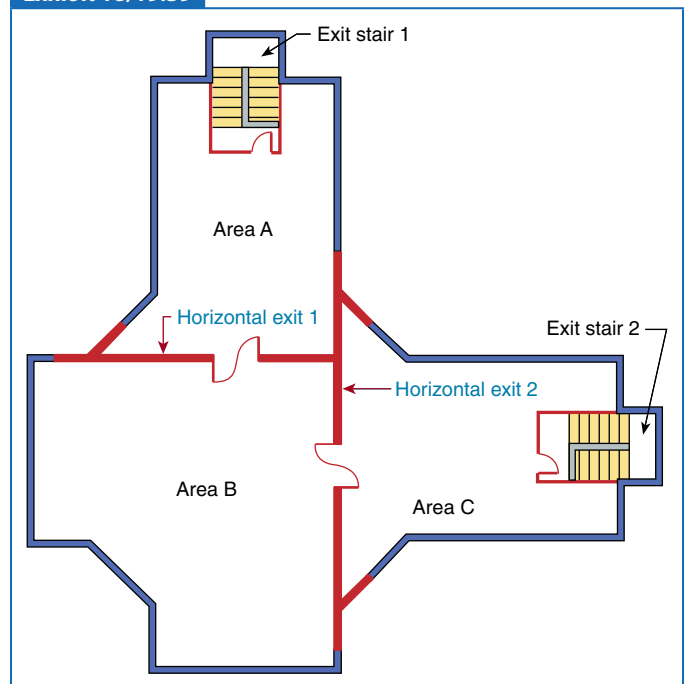 Exit stair 1
Area A
Horizontal exit 1
Exit stair 2
Horizontal exit 2
Area B
Area C